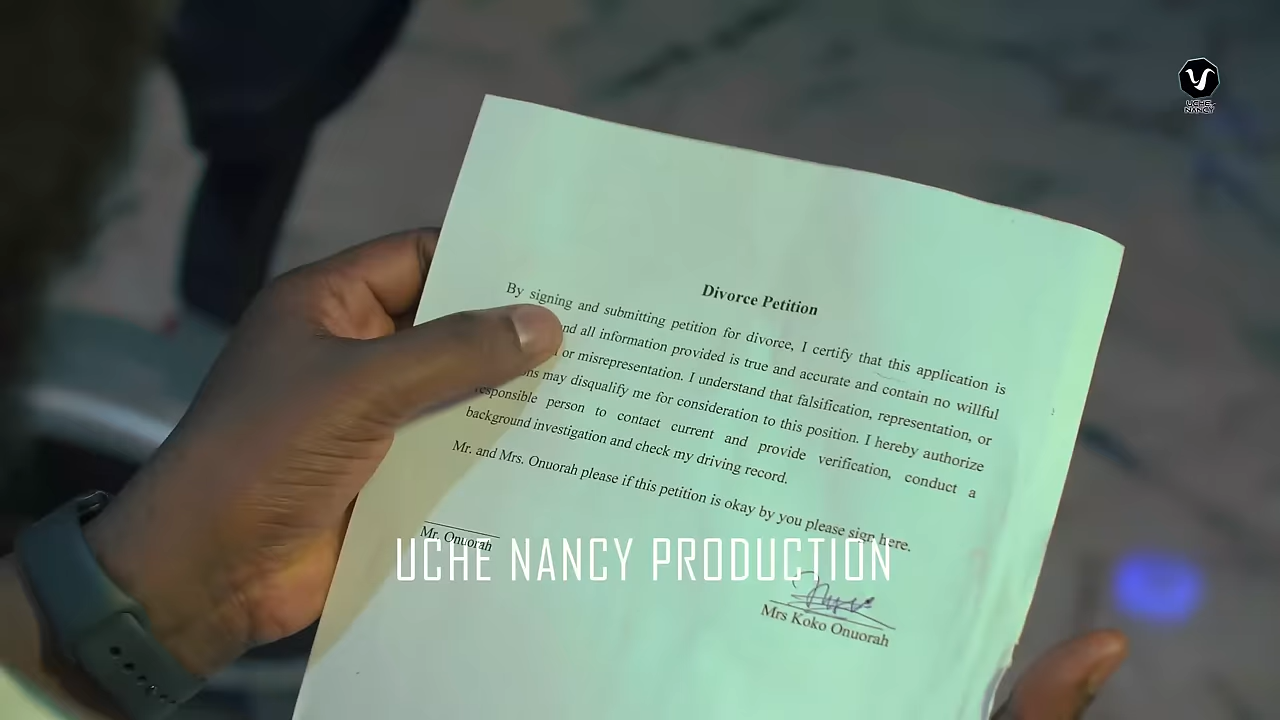 UCHE
NANCY
Divorce Petition
By signing and submitting petition for divorce, I certify that this application is
and all information provided is true and accurate and contain no willful
or misrepresentation. I understand that falsification, representation, or
may disqualify me for consideration to this position. I hereby authorize
responsible person to contact current and provide verification, conduct a
background investigation and check my driving record.
Mr. and Mrs. Onuorah please if this petition is okay by you please sign here.
Mr. Onuorah
UCHE NANCY PRODUCTION
Mrs Koko Onuorah